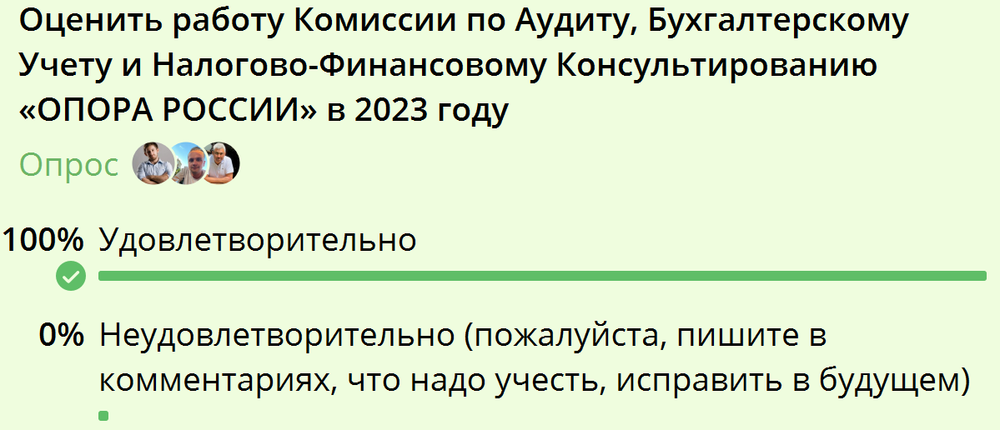 Оценить работу Комиссии по Аудиту, Бухгалтерскому
Учету и Налогово-Финансовому Консультированию
«ОПОРА РОССИИ» в 2023 году
Опрос
100% Удовлетворительно
0% Неудовлетворительно (пожалуйста, пишите в
комментариях, что надо учесть, исправить в будущем)